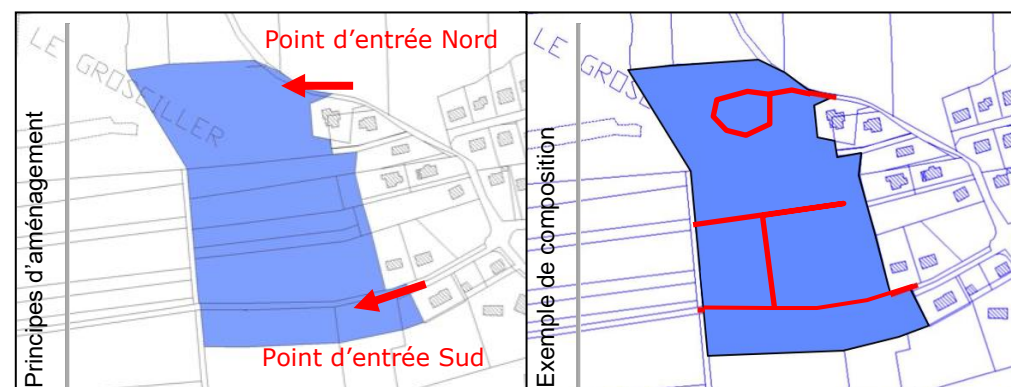 Principes d'aménagement
Point d'entrée Nord
LE GROSEILLER
Point d'entrée Sud
Exemple de composition
LE GROS